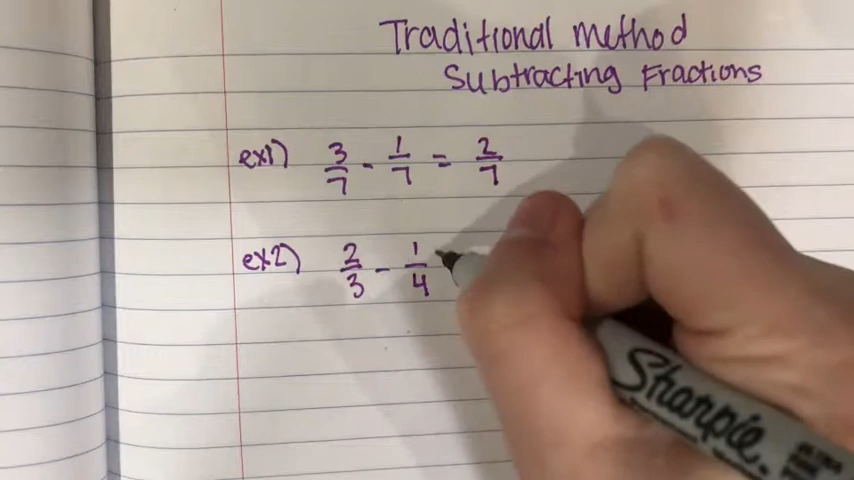 Traditional method
Subtracting Fractions
ex1) 3/7 - 1/7 = 2/7
ex2) 2/3 - 1/4
Sharpie